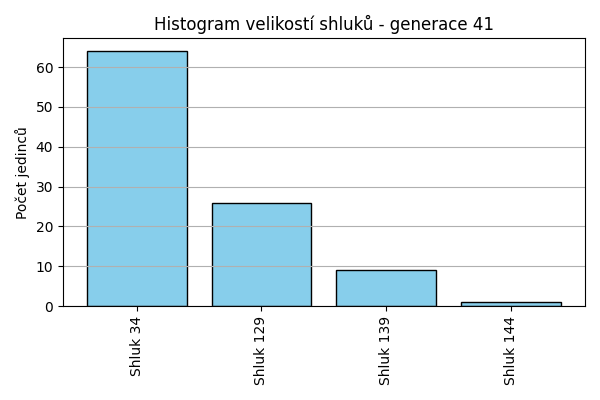 Histogram velikostí shluků - generace 41
Počet jedinců
60
50
40
30
20
10
0
Shluk 34
Shluk 129
Shluk 139
Shluk 144